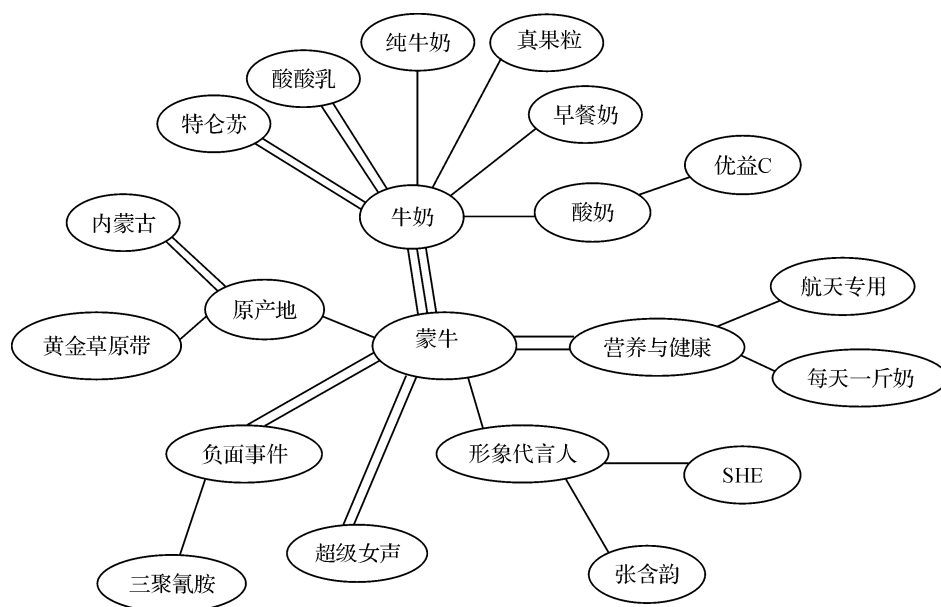 纯牛奶
真果粒
酸酸乳
早餐奶
特仑苏
优益C
牛奶
酸奶
内蒙古
航天专用
原产地
蒙牛
黄金草原带
营养与健康
每天一斤奶
负面事件
形象代言人
SHE
超级女声
三聚氰胺
张含韵